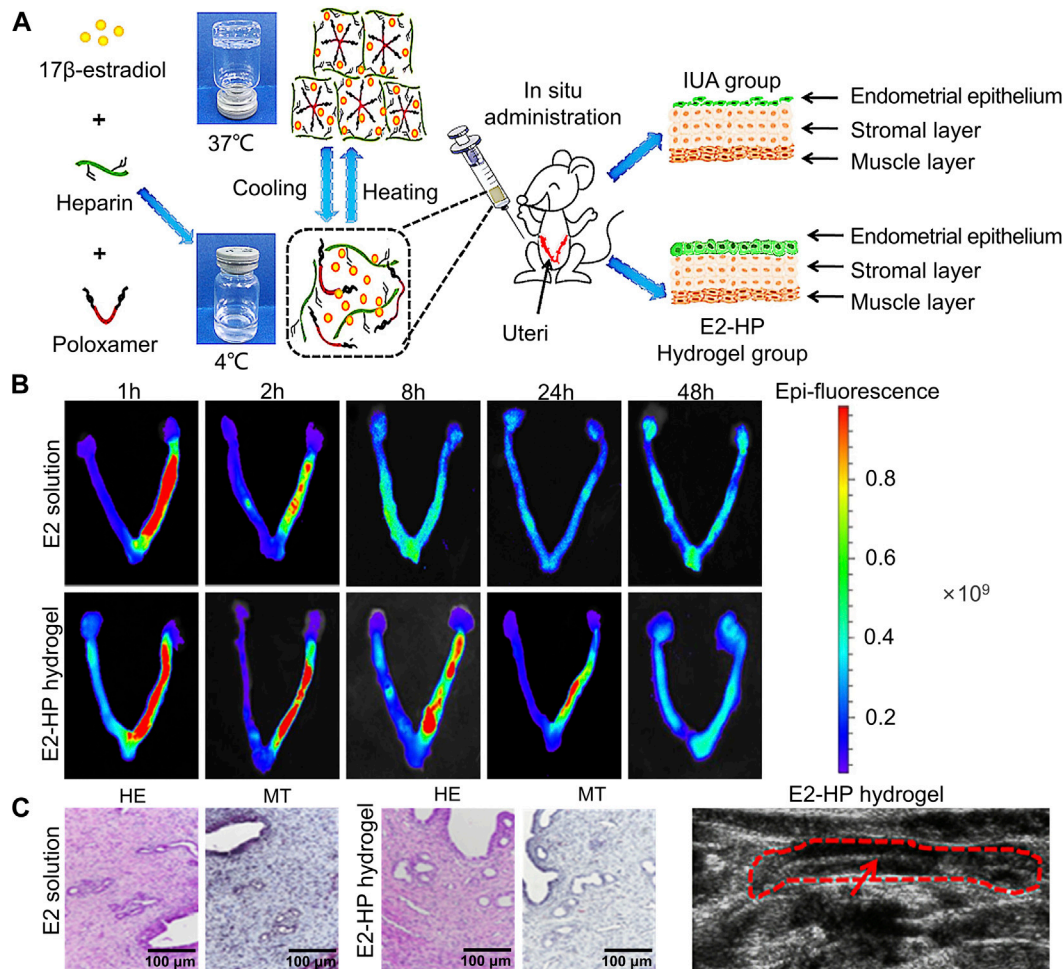 A
17β-estradiol
+
Heparin
+
Poloxamer
37℃
4℃
Cooling
Heating
In situ
administration
Uteri
IUA group
Endometrial epithelium
Stromal layer
Muscle layer
Endometrial epithelium
Stromal layer
Muscle layer
E2-HP
Hydrogel group
B
1h
2h
8h
24h
48h
Epi-fluorescence
E2 solution
E2-HP hydrogel
0.8
0.6
0.4
0.2
×10⁹
C
HE
MT
HE
MT
E2-HP hydrogel
E2 solution
E2-HP hydrogel
100 μm
100 μm
100 μm
100 μm